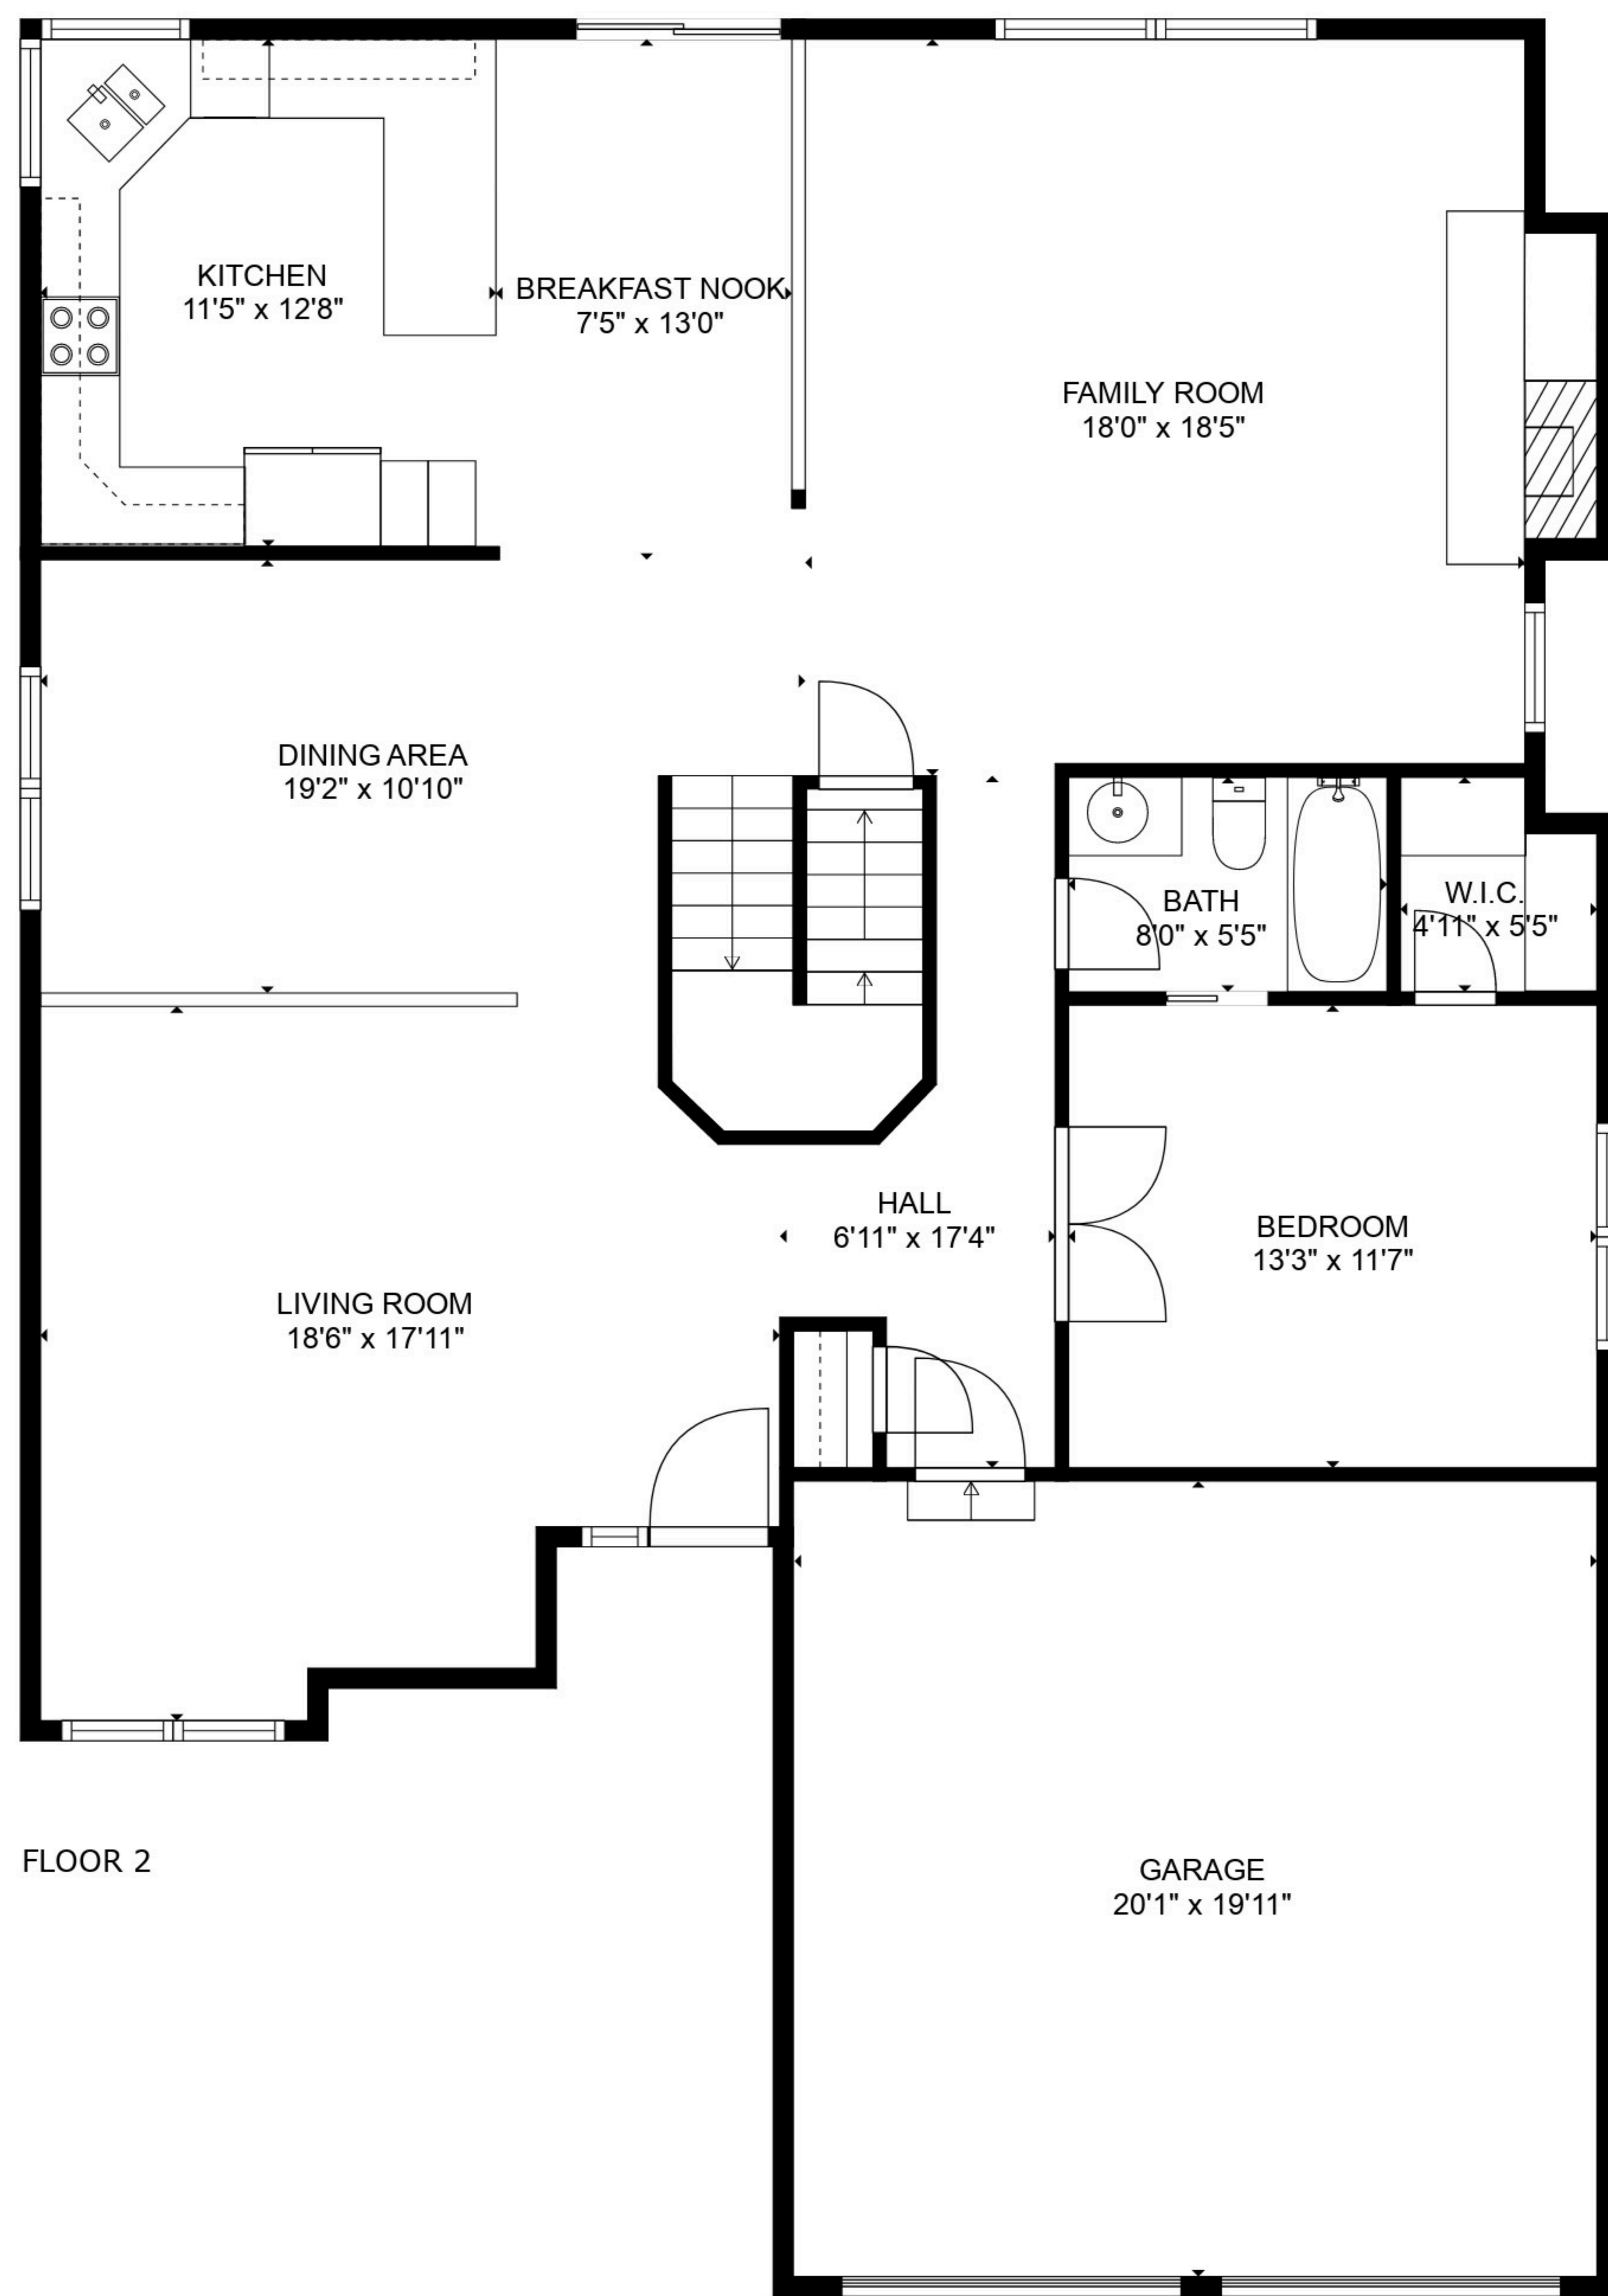 KITCHEN
11'5" x 12'8"
BREAKFAST NOOK
7'5" x 13'0"
FAMILY ROOM
18'0" x 18'5"
DINING AREA
19'2" x 10'10"
BATH
8'0" x 5'5"
W.I.C.
4'11" x 5'5"
HALL
6'11" x 17'4"
BEDROOM
13'3" x 11'7"
LIVING ROOM
18'6" x 17'11"
FLOOR 2
GARAGE
20'1" x 19'11"